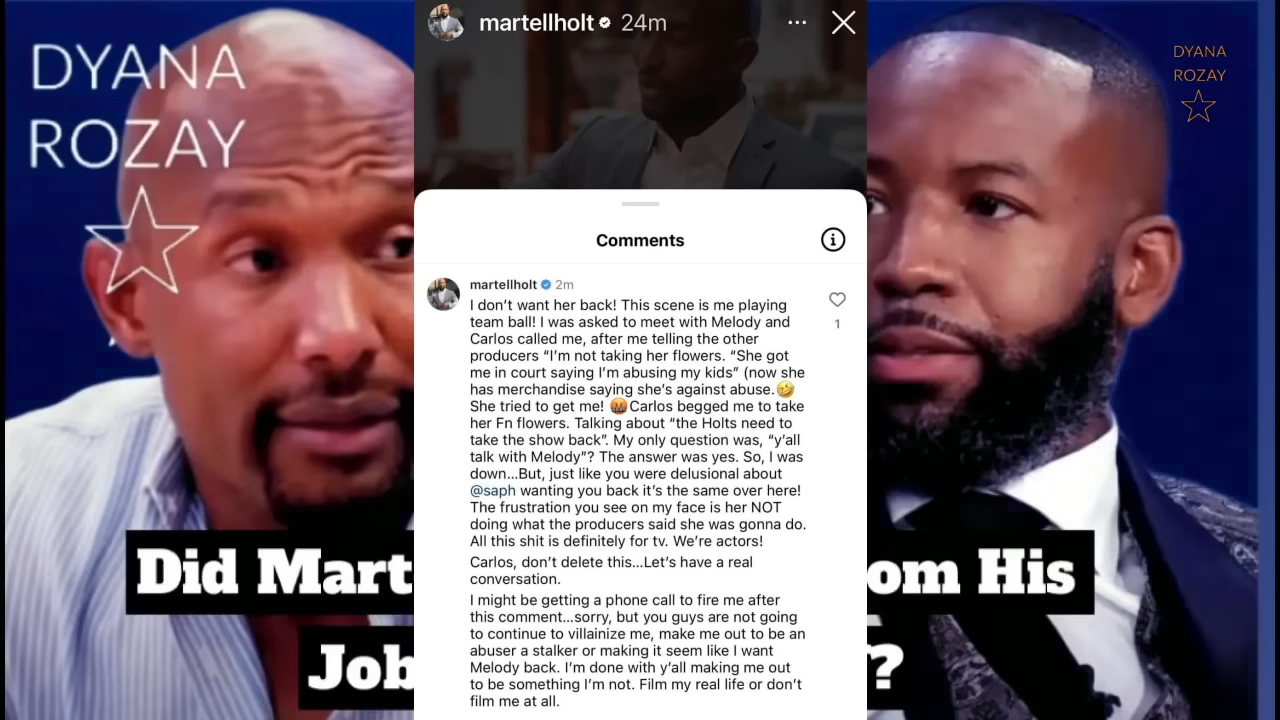 DYANA
ROZAY
martellholt 24m
DYANA
ROZAY
Comments
martellholt 2m
I don’t want her back! This scene is me playing
team ball! I was asked to meet with Melody and
Carlos called me, after me telling the other
producers “I’m not taking her flowers. “She got
me in court saying I’m abusing my kids” (now she
has merchandise saying she’s against abuse.🤣
She tried to get me! 🤬Carlos begged me to take
her Fn flowers. Talking about “the Holts need to
take the show back”. My only question was, “y’all
talk with Melody”? The answer was yes. So, I was
down...But, just like you were delusional about
@saph wanting you back it’s the same over here!
The frustration you see on my face is her NOT
doing what the producers said she was gonna do.
All this shit is definitely for tv. We’re actors!
Carlos, don’t delete this...Let’s have a real
conversation.
I might be getting a phone call to fire me after
this comment...sorry, but you guys are not going
to continue to villainize me, make me out to be an
abuser a stalker or making it seem like I want
Melody back. I’m done with y’all making me out
to be something I’m not. Film my real life or don’t
film me at all.
1
Did Mart
om His
Job
?